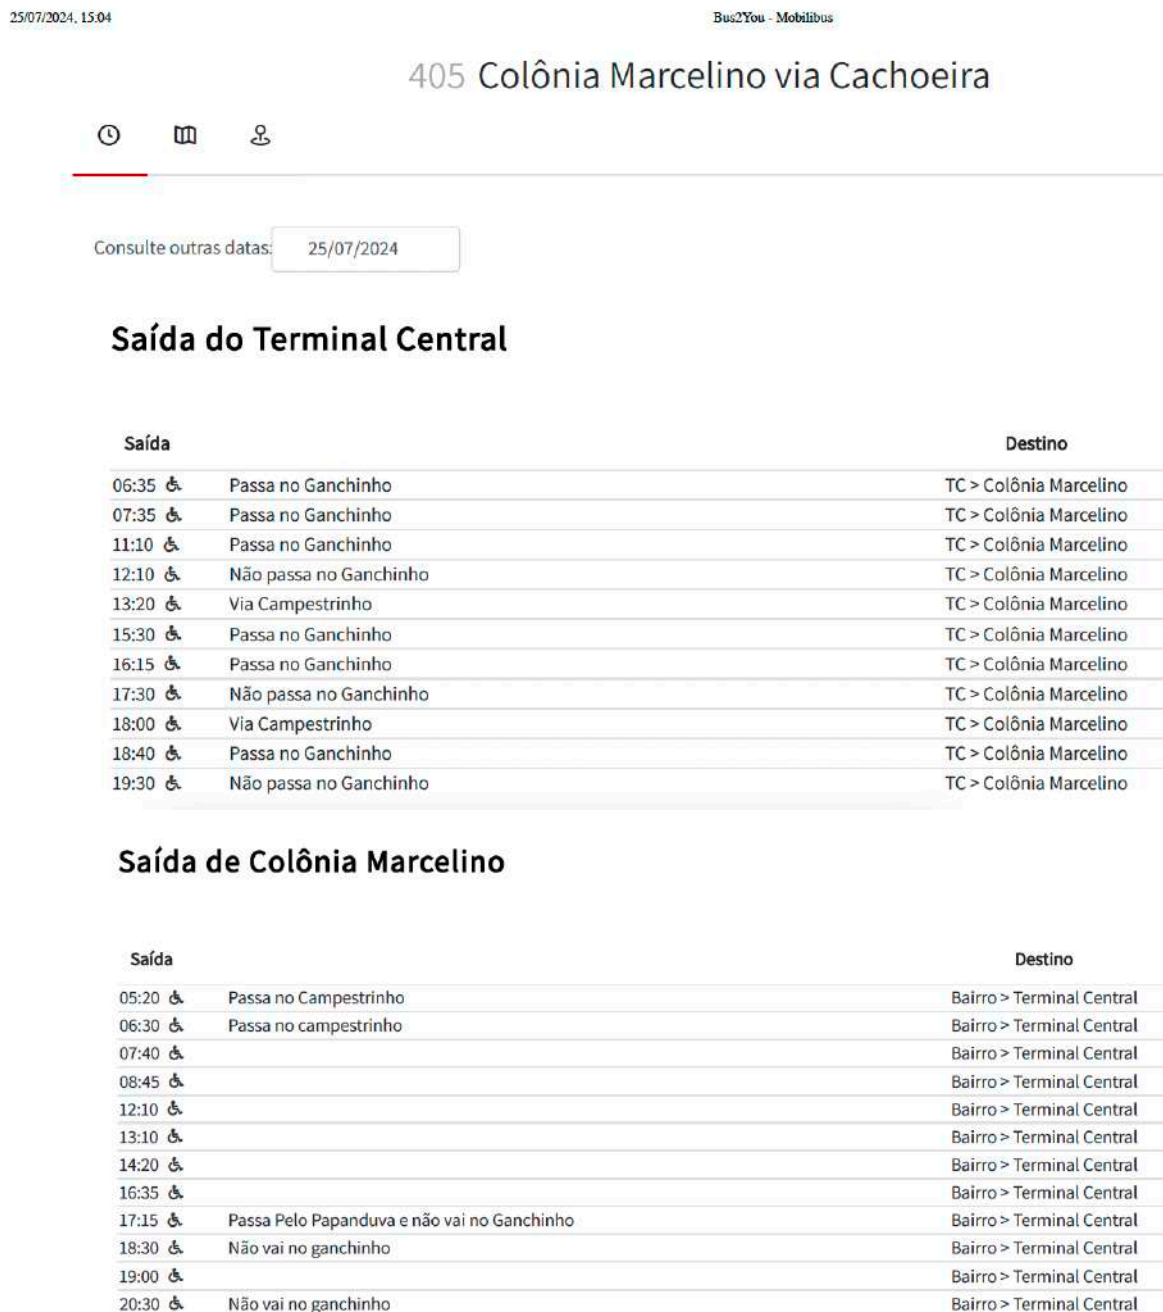 25/07/2024, 15:04 Bus2You - Mobilibus
405 Colônia Marcelino via Cachoeira
Consulte outras datas: 25/07/2024
Saída do Terminal Central
Saída Destino
06:35 Passa no Ganchinho TC > Colônia Marcelino
07:35 Passa no Ganchinho TC > Colônia Marcelino
11:10 Passa no Ganchinho TC > Colônia Marcelino
12:10 Não passa no Ganchinho TC > Colônia Marcelino
13:20 Via Campestrinho TC > Colônia Marcelino
15:30 Passa no Ganchinho TC > Colônia Marcelino
16:15 Passa no Ganchinho TC > Colônia Marcelino
17:30 Não passa no Ganchinho TC > Colônia Marcelino
18:00 Via Campestrinho TC > Colônia Marcelino
18:40 Passa no Ganchinho TC > Colônia Marcelino
19:30 Não passa no Ganchinho TC > Colônia Marcelino
Saída de Colônia Marcelino
Saída Destino
05:20 Passa no Campestrinho Bairro > Terminal Central
06:30 Passa no campestrinho Bairro > Terminal Central
07:40 Bairro > Terminal Central
08:45 Bairro > Terminal Central
12:10 Bairro > Terminal Central
13:10 Bairro > Terminal Central
14:20 Bairro > Terminal Central
16:35 Bairro > Terminal Central
17:15 Passa Pelo Papanduva e não vai no Ganchinho Bairro > Terminal Central
18:30 Não vai no ganchinho Bairro > Terminal Central
19:00 Bairro > Terminal Central
20:30 Não vai no ganchinho Bairro > Terminal Central